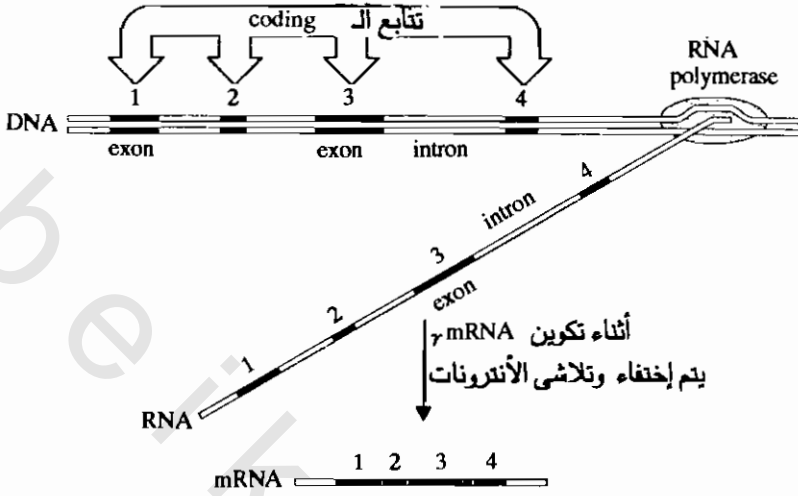 coding تتابع الـ
RNA
polymerase
1 2 3 4
DNA
exon exon intron
4
intron
3
exon
2
أثناء تكوين mRNA
1
يتم إختفاء وتلاشى الأنترونات
RNA
1 2 3 4
mRNA